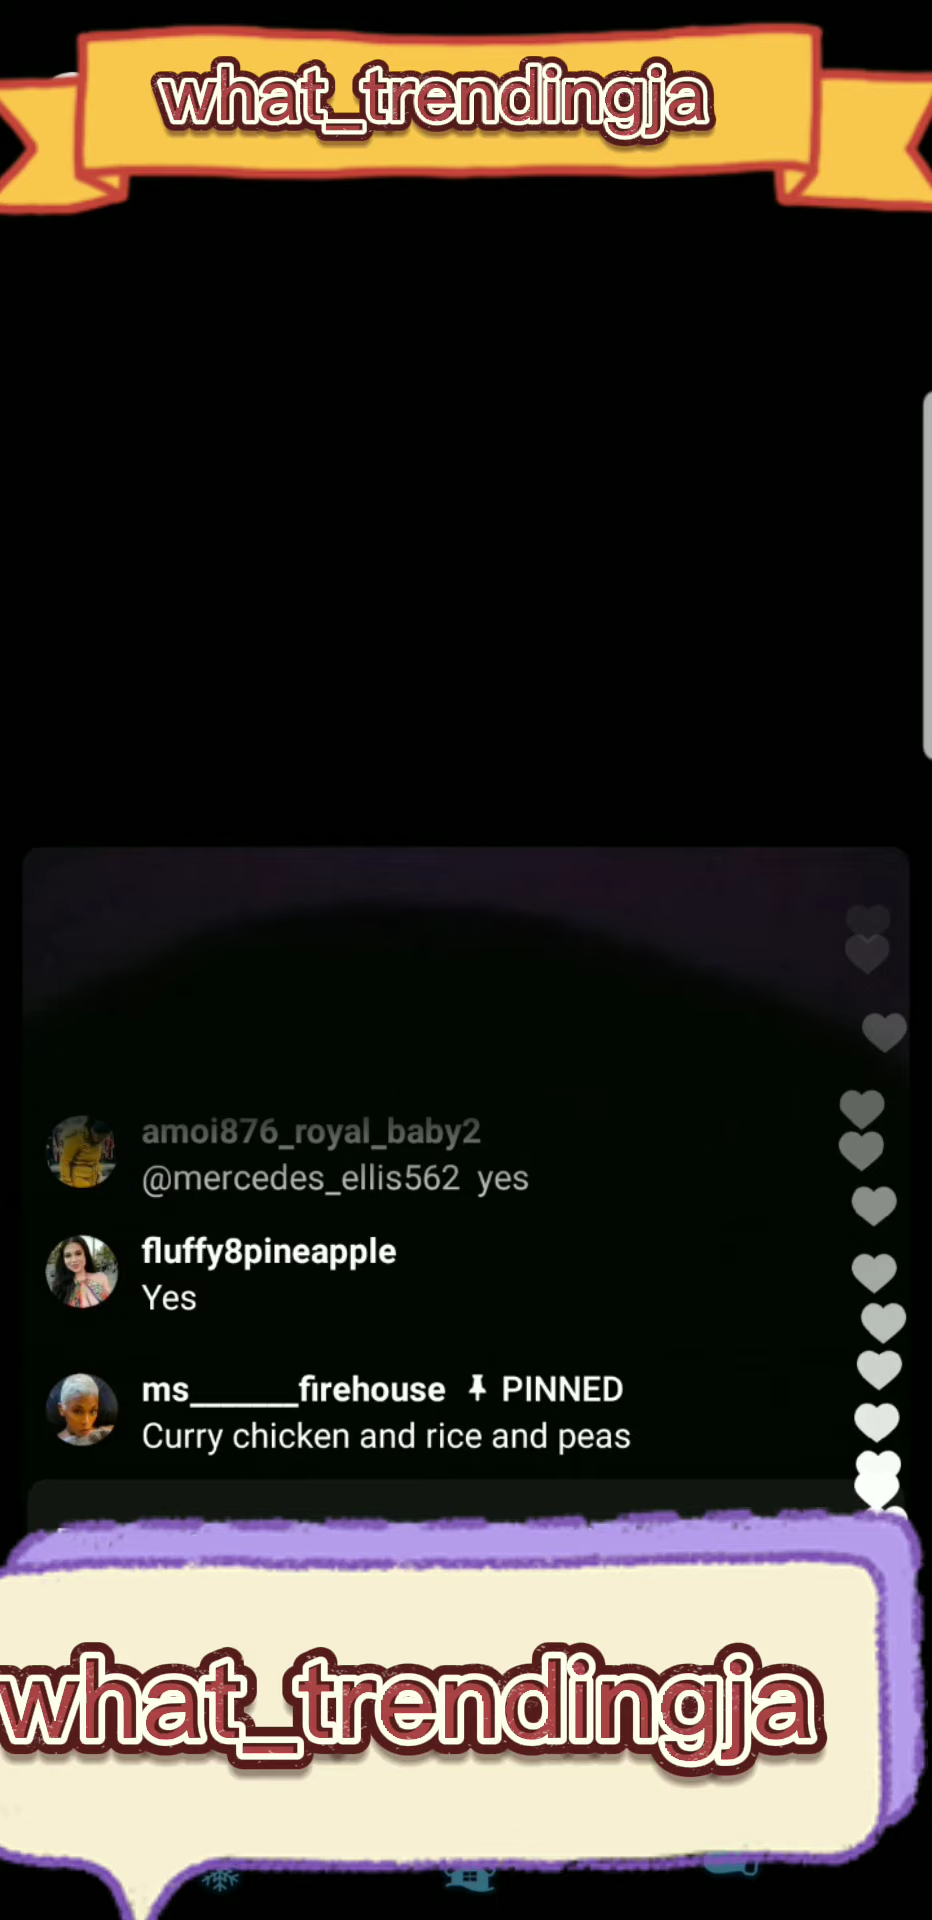 what_trendingja
amoi876_royal_baby2
@mercedes_ellis562 yes
fluffy8pineapple
Yes
ms______firehouse PINNED
Curry chicken and rice and peas
what_trendingja